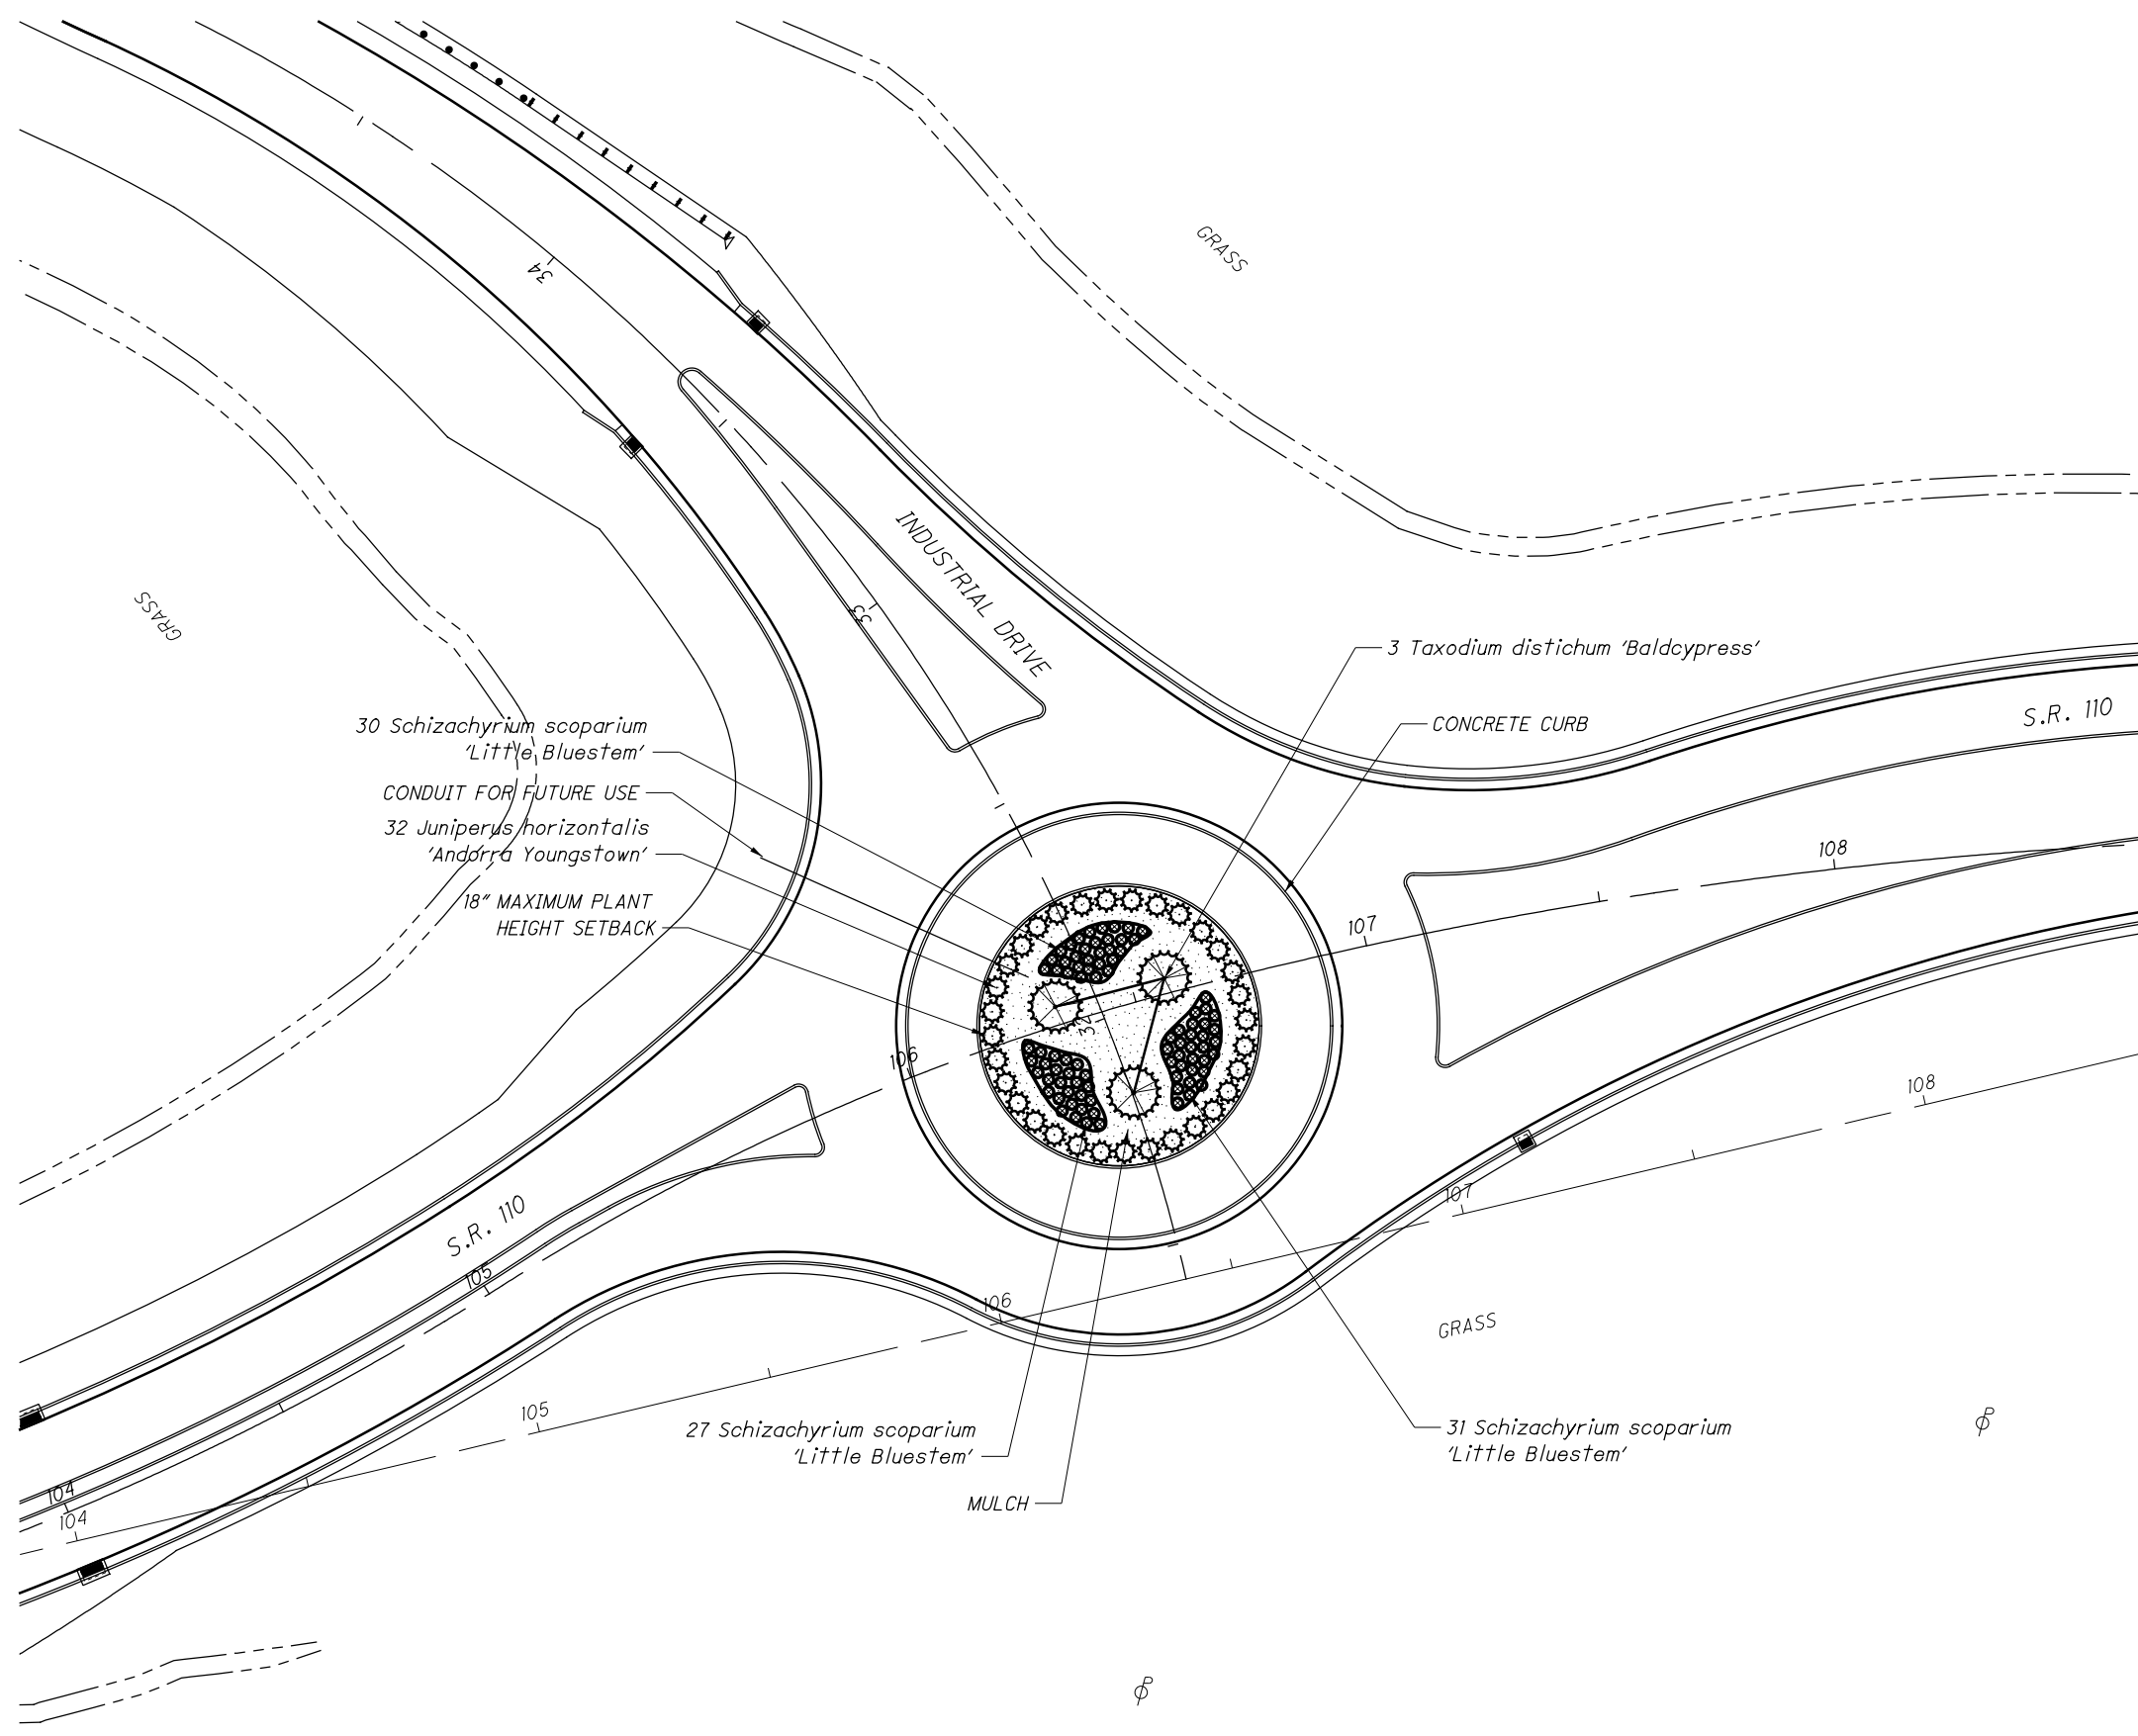 34
GRASS
GRASS
33
INDUSTRIAL DRIVE
3 Taxodium distichum 'Baldcypress'
CONCRETE CURB
S.R. 110
30 Schizachyrium scoparium
'Little Bluestem'
CONDUIT FOR FUTURE USE
32 Juniperus horizontalis
'Andorra Youngstown'
18" MAXIMUM PLANT
HEIGHT SETBACK
108
107
32
106
108
107
S.R. 110
105
106
GRASS
105
27 Schizachyrium scoparium
'Little Bluestem'
31 Schizachyrium scoparium
'Little Bluestem'
MULCH
104
104